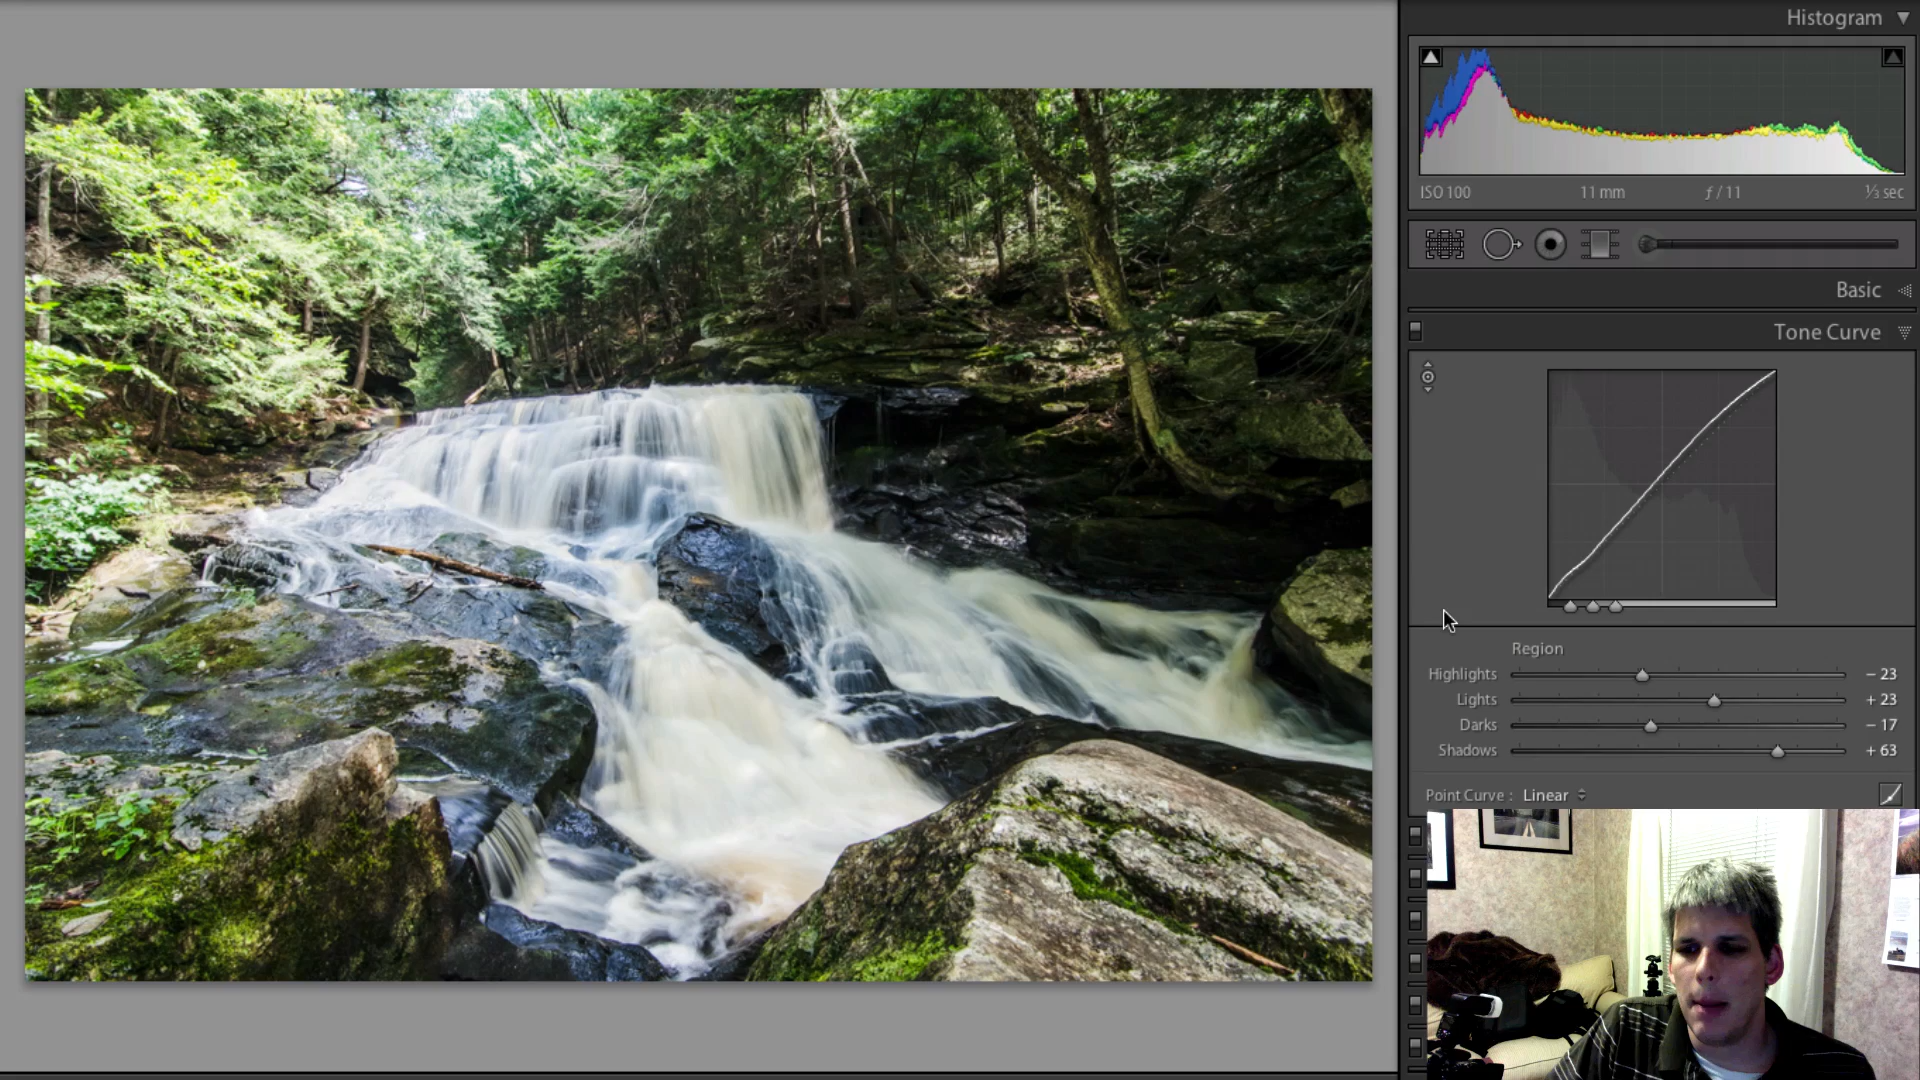 Histogram
ISO 100 11 mm ƒ / 11 ⅓ sec
Basic
Tone Curve
Region
Highlights − 23
Lights + 23
Darks − 17
Shadows + 63
Point Curve : Linear